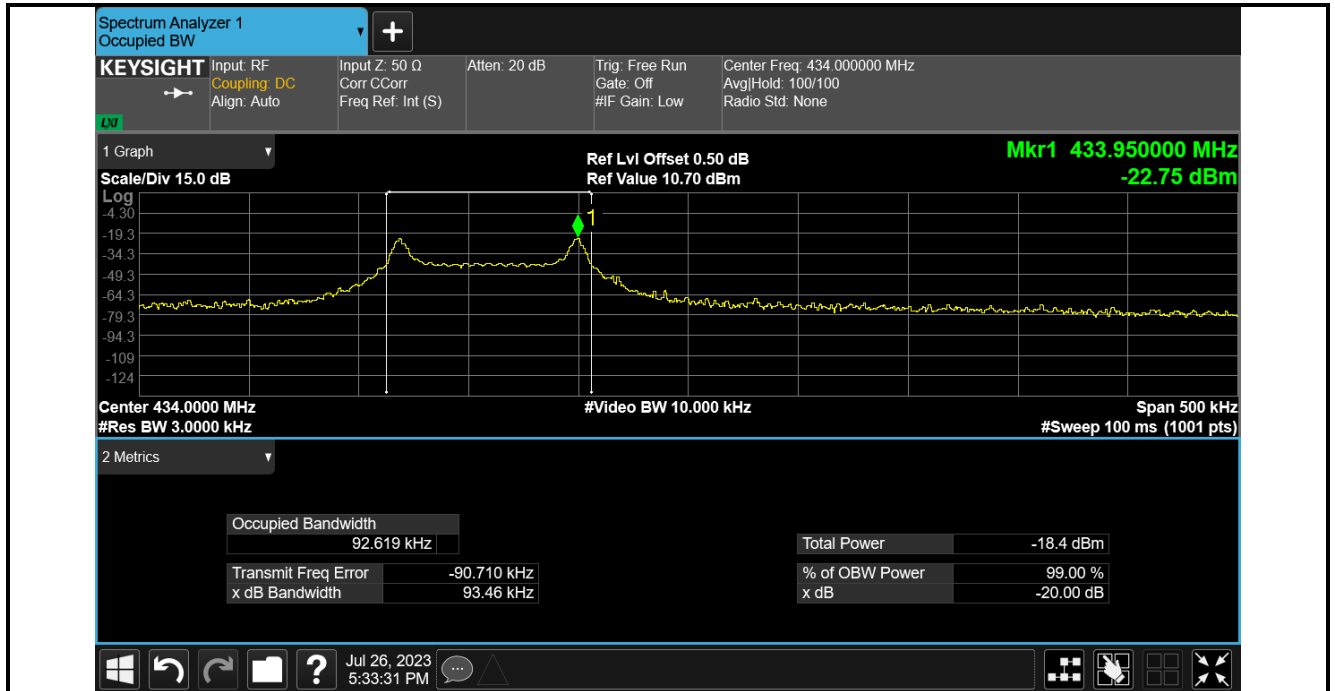 Spectrum Analyzer 1
Occupied BW
+
KEYSIGHT
LXI
Input: RF
Coupling: DC
Align: Auto
Input Z: 50 Ω
Corr CCorr
Freq Ref: Int (S)
Atten: 20 dB
Trig: Free Run
Gate: Off
#IF Gain: Low
Center Freq: 434.000000 MHz
Avg|Hold: 100/100
Radio Std: None
1 Graph
Scale/Div 15.0 dB
Ref Lvl Offset 0.50 dB
Ref Value 10.70 dBm
Mkr1 433.950000 MHz
-22.75 dBm
Log
-4.30
-19.3
-34.3
-49.3
-64.3
-79.3
-94.3
-109
-124
1
Center 434.0000 MHz
#Video BW 10.000 kHz
Span 500 kHz
#Res BW 3.0000 kHz
#Sweep 100 ms (1001 pts)
2 Metrics
Occupied Bandwidth
92.619 kHz
Transmit Freq Error -90.710 kHz
x dB Bandwidth 93.46 kHz
Total Power -18.4 dBm
% of OBW Power 99.00 %
x dB -20.00 dB
?
Jul 26, 2023
5:33:31 PM